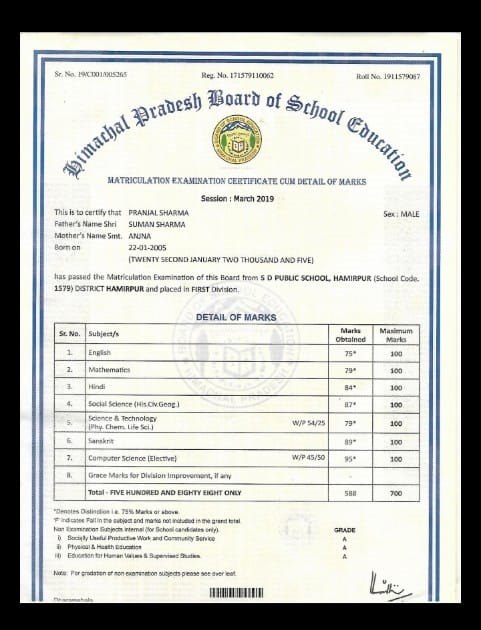 Sr. No. 19/C001/005265 Reg. No. 171579110062 Roll No. 1911579087
Himachal Pradesh Board of School Education
MATRICULATION EXAMINATION CERTIFICATE CUM DETAIL OF MARKS
Session : March 2019
This is to certify that PRANJAL SHARMA Sex : MALE
Father's Name Shri SUMAN SHARMA
Mother's Name Smt. ANJNA
Born on 22-01-2005
(TWENTY SECOND JANUARY TWO THOUSAND AND FIVE)
has passed the Matriculation Examination of this Board from S D PUBLIC SCHOOL, HAMIRPUR (School Code.
1579) DISTRICT HAMIRPUR and placed in FIRST Division.
DETAIL OF MARKS
Sr. No. Subject/s Marks Obtained Maximum Marks
1. English 75* 100
2. Mathematics 79* 100
3. Hindi 84* 100
4. Social Science (His.Civ.Geog.) 87* 100
5. Science & Technology (Phy. Chem. Life Sci.) W/P 54/25 79* 100
6. Sanskrit 89* 100
7. Computer Science (Elective) W/P 45/50 95* 100
8. Grace Marks for Division Improvement, if any -
Total - FIVE HUNDRED AND EIGHTY EIGHT ONLY 588 700
*Denotes Distinction i.e. 75% Marks or above.
'F' indicates Fail in the subject and marks not included in the grand total.
Non Examination Subjects Internal (for School candidates only). GRADE
i) Socially Useful Productive Work and Community Service A
ii) Physical & Health Education A
iii) Education for Human Values & Supervised Studies. A
Note: For gradation of non examination subjects please see over leaf.
Dharamshala